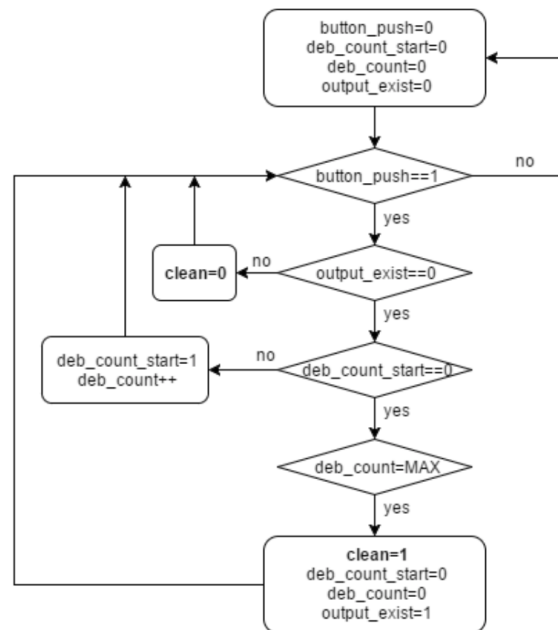 button_push=0
deb_count_start=0
deb_count=0
output_exist=0
button_push==1
no
yes
clean=0
no
output_exist==0
yes
deb_count_start=1
deb_count++
no
deb_count_start==0
yes
deb_count=MAX
yes
clean=1
deb_count_start=0
deb_count=0
output_exist=1